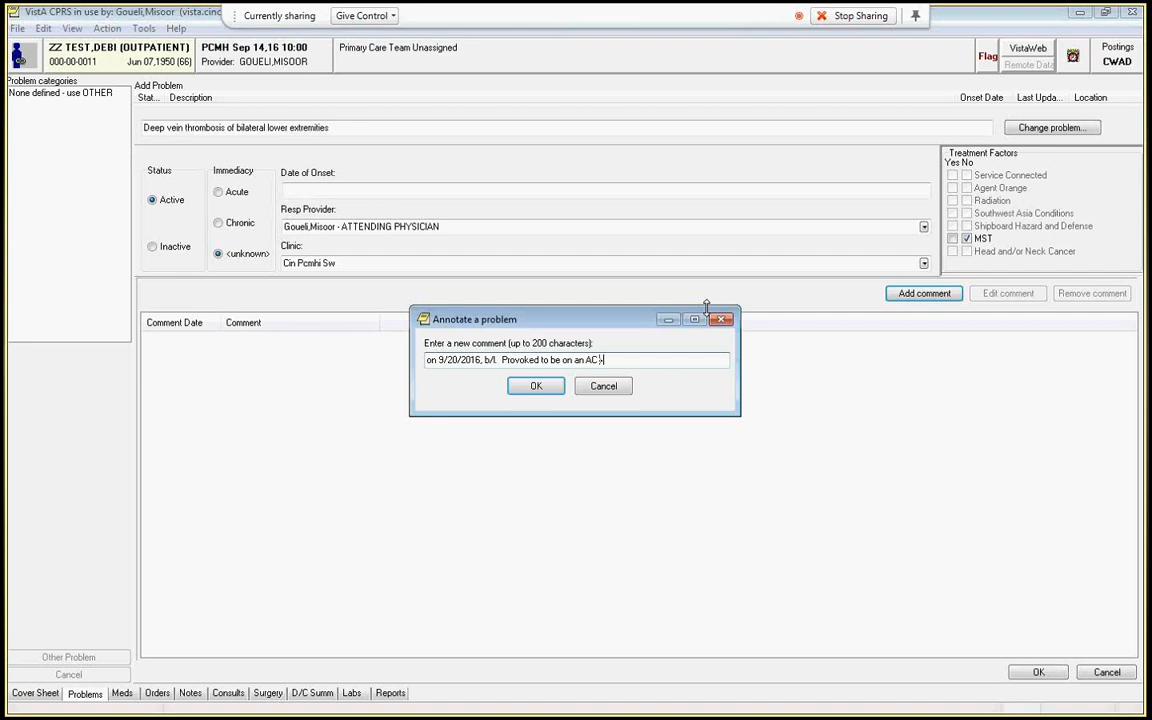 VistA CPRS in use by: Goueli,Misoor (vista.cinc
Currently sharing
Give Control
Stop Sharing
File Edit View Action Tools Help
ZZ TEST,DEBI (OUTPATIENT)
000-00-0011 Jun 07,1950 (66)
PCMH Sep 14,16 10:00
Provider: GOUELI,MISOOR
Primary Care Team Unassigned
Flag
VistaWeb
Remote Data
Postings
CWAD
Problem categories
None defined - use OTHER
Add Problem
Stat... Description Onset Date Last Upda... Location
Deep vein thrombosis of bilateral lower extremities
Change problem...
Status
Active
Inactive
Immediacy
Acute
Chronic
<unknown>
Date of Onset:
Resp Provider:
Goueli,Misoor - ATTENDING PHYSICIAN
Clinic:
Cin Pcmhi Sw
Treatment Factors
Yes No
Service Connected
Agent Orange
Radiation
Southwest Asia Conditions
Shipboard Hazard and Defense
MST
Head and/or Neck Cancer
Add comment Edit comment Remove comment
Comment Date Comment
Annotate a problem
Enter a new comment (up to 200 characters):
on 9/20/2016, b/l. Provoked to be on an AC
OK Cancel
Other Problem
Cancel
OK Cancel
Cover Sheet Problems Meds Orders Notes Consults Surgery D/C Summ Labs Reports